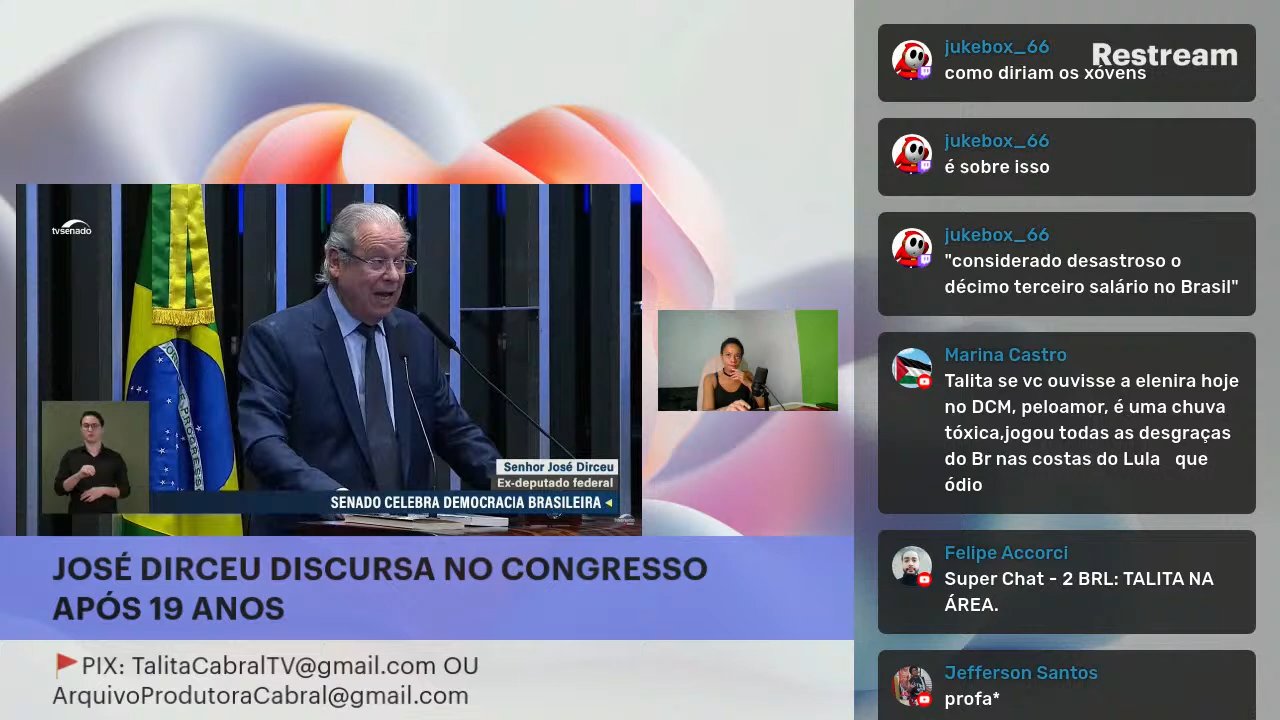 tvsenado
ORDEM E PROGRESSO
Senhor José Dirceu
Ex-deputado federal
SENADO CELEBRA DEMOCRACIA BRASILEIRA
tvsenado
JOSÉ DIRCEU DISCURSA NO CONGRESSO
APÓS 19 ANOS
PIX: TalitaCabralTV@gmail.com OU
ArquivoProdutoraCabral@gmail.com
Restream
jukebox_66
como diriam os xóvens
jukebox_66
é sobre isso
jukebox_66
"considerado desastroso o
décimo terceiro salário no Brasil"
Marina Castro
Talita se vc ouvisse a elenira hoje
no DCM, peloamor, é uma chuva
tóxica,jogou todas as desgraças
do Br nas costas do Lula que
ódio
Felipe Accorci
Super Chat - 2 BRL: TALITA NA
ÁREA.
Jefferson Santos
profa*